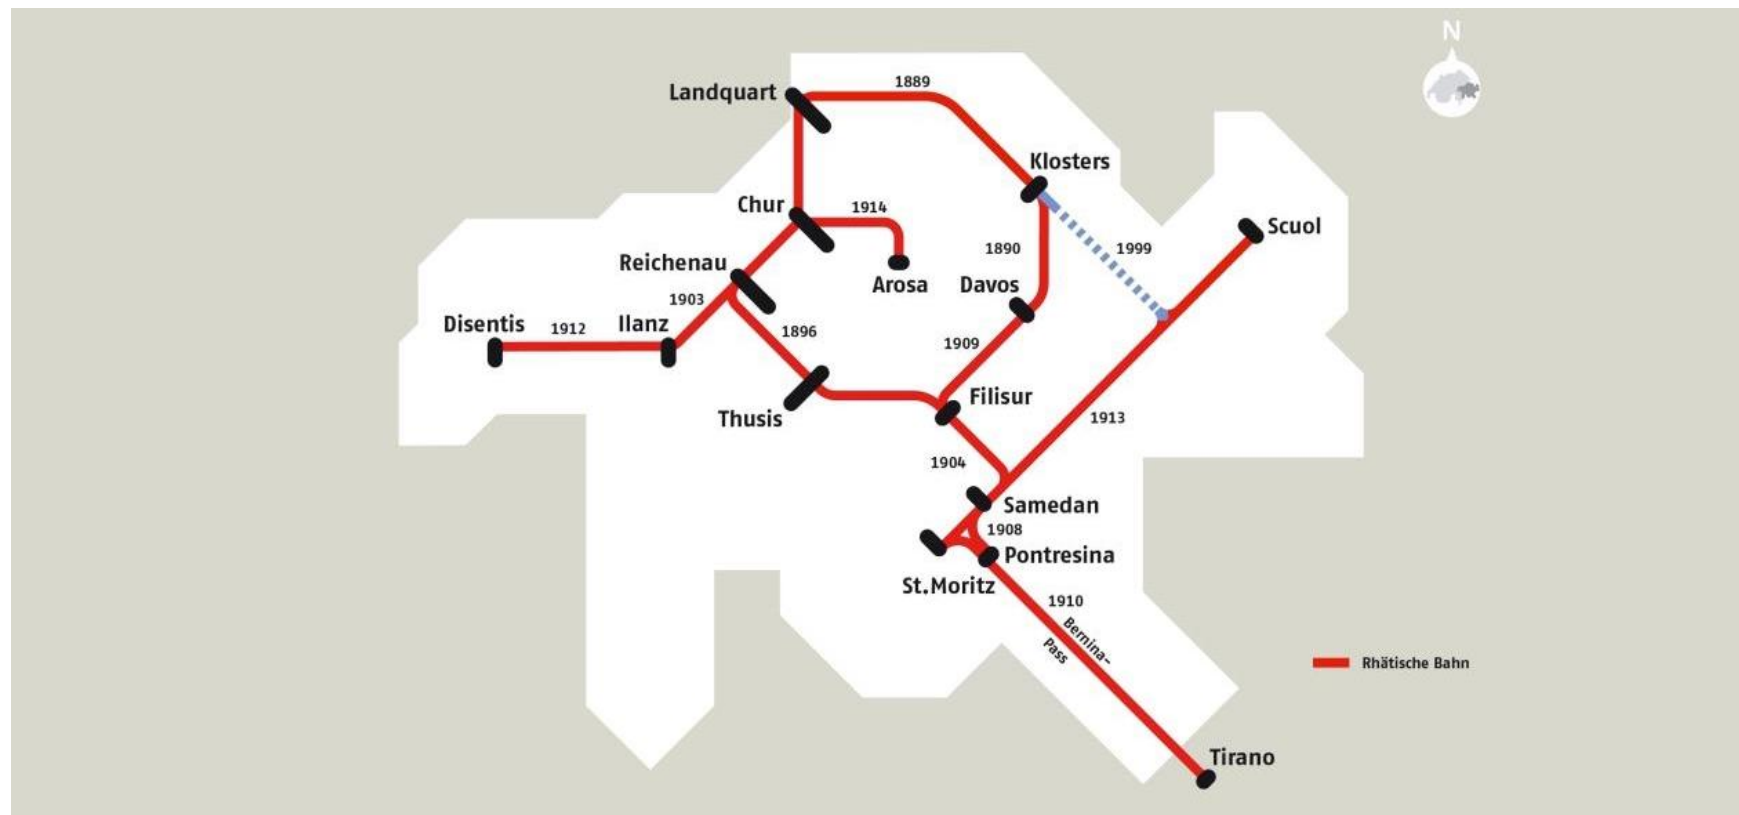 N
1889
Landquart
Klosters
Chur
1914
Scuol
1890
1999
Reichenau
Arosa
Davos
1903
Disentis
1912
Ilanz
1896
1909
Filisur
Thusis
1913
1904
Samedan
1908
Pontresina
St.Moritz
1910
Bernina-
Pass
Rhätische Bahn
Tirano